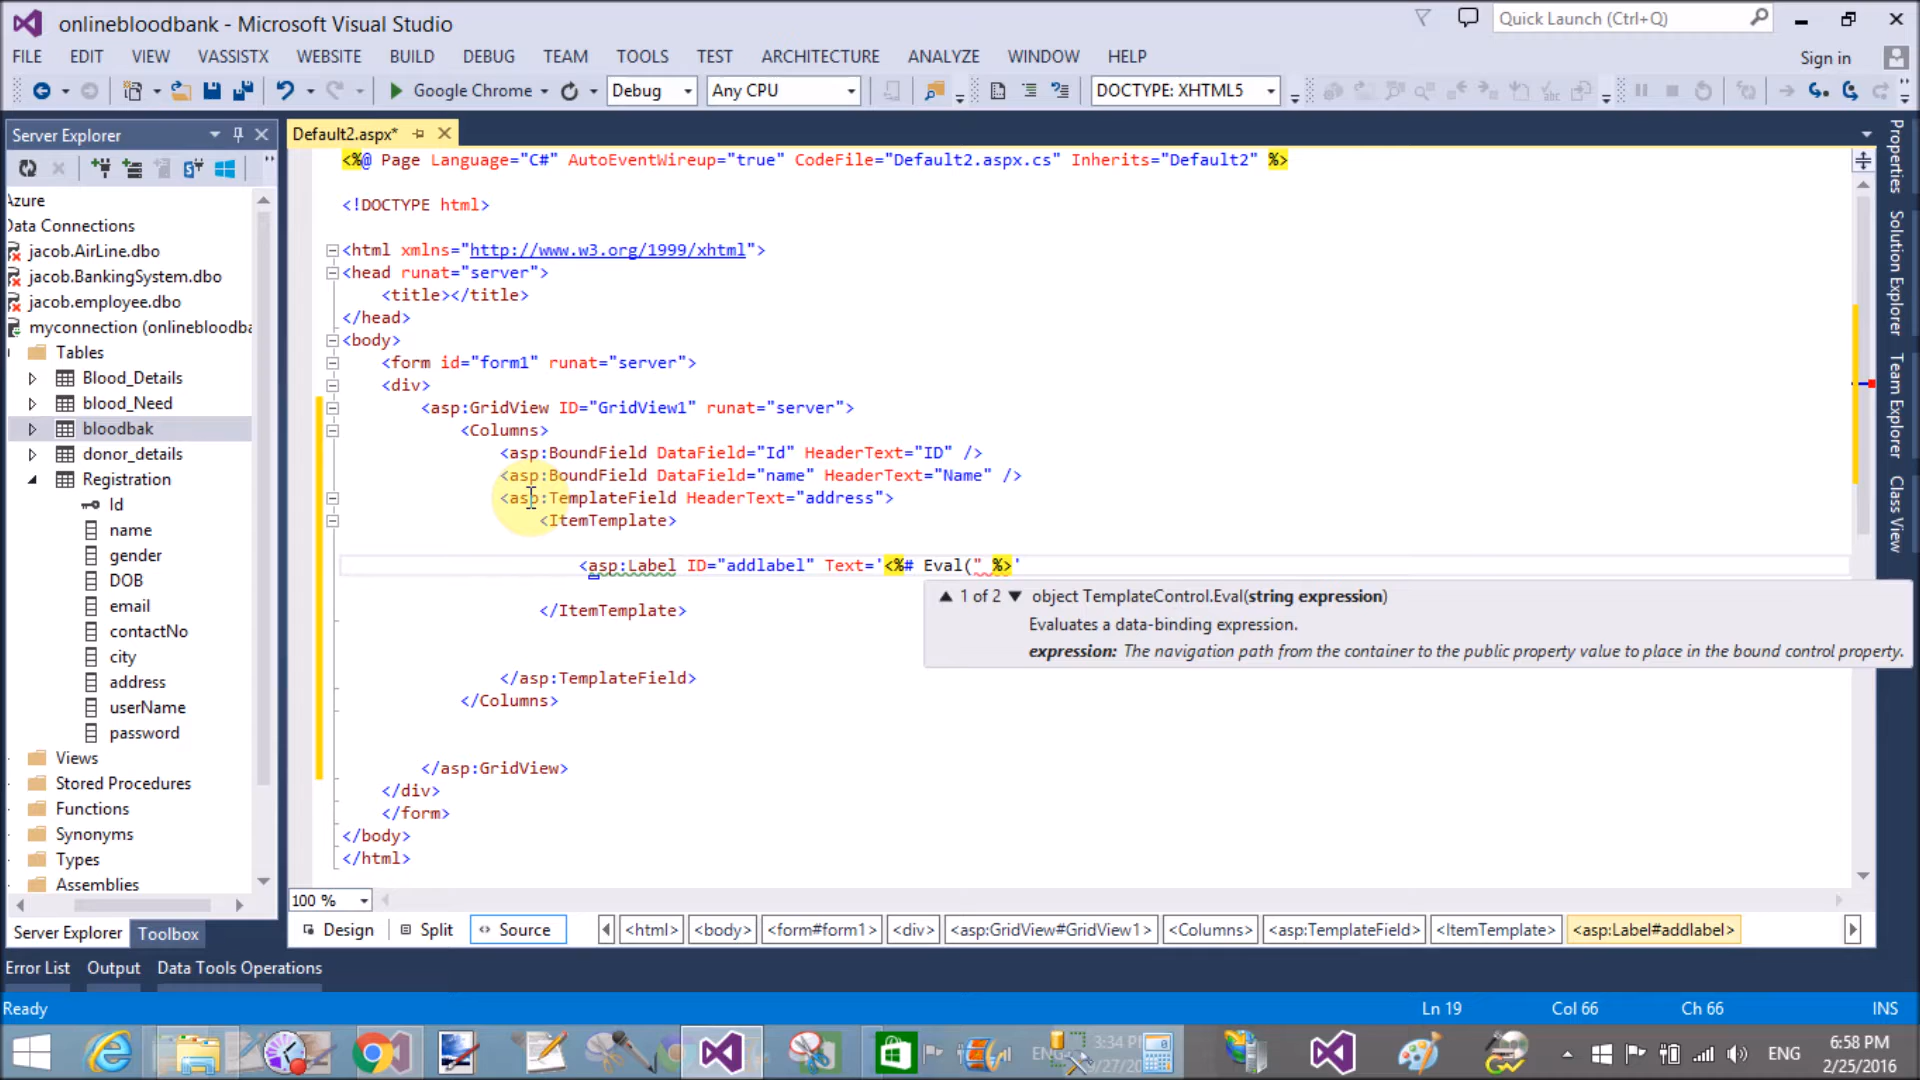 onlinebloodbank - Microsoft Visual Studio
Quick Launch (Ctrl+Q)
FILE EDIT VIEW VASSISTX WEBSITE BUILD DEBUG TEAM TOOLS TEST ARCHITECTURE ANALYZE WINDOW HELP
Sign in
Google Chrome Debug Any CPU DOCTYPE: XHTML5
Server Explorer
Default2.aspx*
Azure
Data Connections
jacob.AirLine.dbo
jacob.BankingSystem.dbo
jacob.employee.dbo
myconnection (onlinebloodba
Tables
Blood_Details
blood_Need
bloodbak
donor_details
Registration
Id
name
gender
DOB
email
contactNo
city
address
userName
password
Views
Stored Procedures
Functions
Synonyms
Types
Assemblies
Server Explorer Toolbox
<%@ Page Language="C#" AutoEventWireup="true" CodeFile="Default2.aspx.cs" Inherits="Default2" %>
<!DOCTYPE html>
<html xmlns="http://www.w3.org/1999/xhtml">
<head runat="server">
<title></title>
</head>
<body>
<form id="form1" runat="server">
<div>
<asp:GridView ID="GridView1" runat="server">
<Columns>
<asp:BoundField DataField="Id" HeaderText="ID" />
<asp:BoundField DataField="name" HeaderText="Name" />
<asp:TemplateField HeaderText="address">
<ItemTemplate>
<asp:Label ID="addlabel" Text='<%# Eval(" %>'
1 of 2 object TemplateControl.Eval(string expression)
Evaluates a data-binding expression.
expression: The navigation path from the container to the public property value to place in the bound control property.
</ItemTemplate>
</asp:TemplateField>
</Columns>
</asp:GridView>
</div>
</form>
</body>
</html>
100 %
Design Split Source <html> <body> <form#form1> <div> <asp:GridView#GridView1> <Columns> <asp:TemplateField> <ItemTemplate> <asp:Label#addlabel>
Properties
Solution Explorer
Team Explorer
Class View
Error List Output Data Tools Operations
Ready Ln 19 Col 66 Ch 66 INS
ENG 6:58 PM
2/25/2016